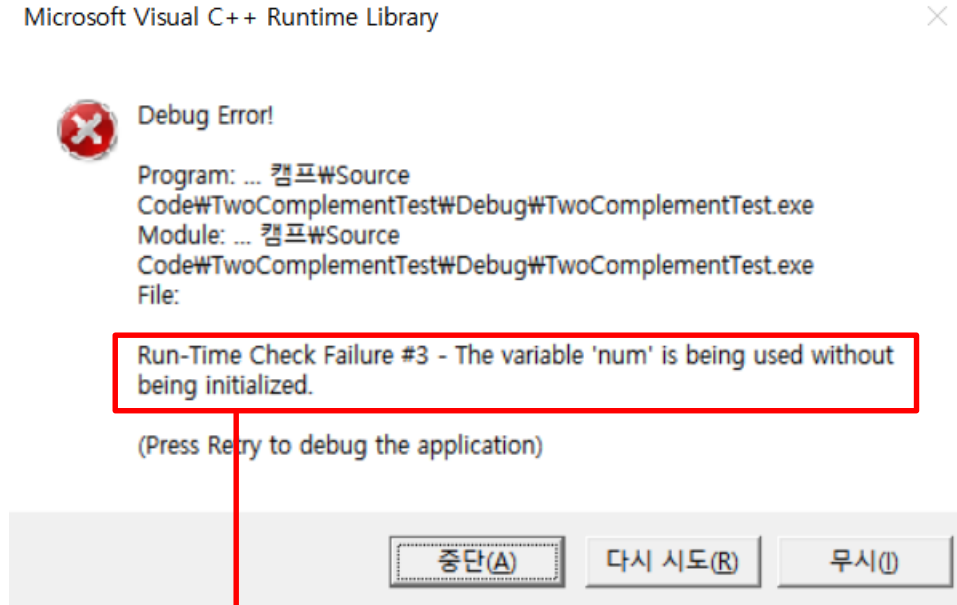 Microsoft Visual C++ Runtime Library
Debug Error!
Program: ... 캠프₩Source
Code₩TwoComplementTest₩Debug₩TwoComplementTest.exe
Module: ... 캠프₩Source
Code₩TwoComplementTest₩Debug₩TwoComplementTest.exe
File:
Run-Time Check Failure #3 - The variable 'num' is being used without
being initialized.
(Press Retry to debug the application)
중단(A) 다시 시도(R) 무시(I)